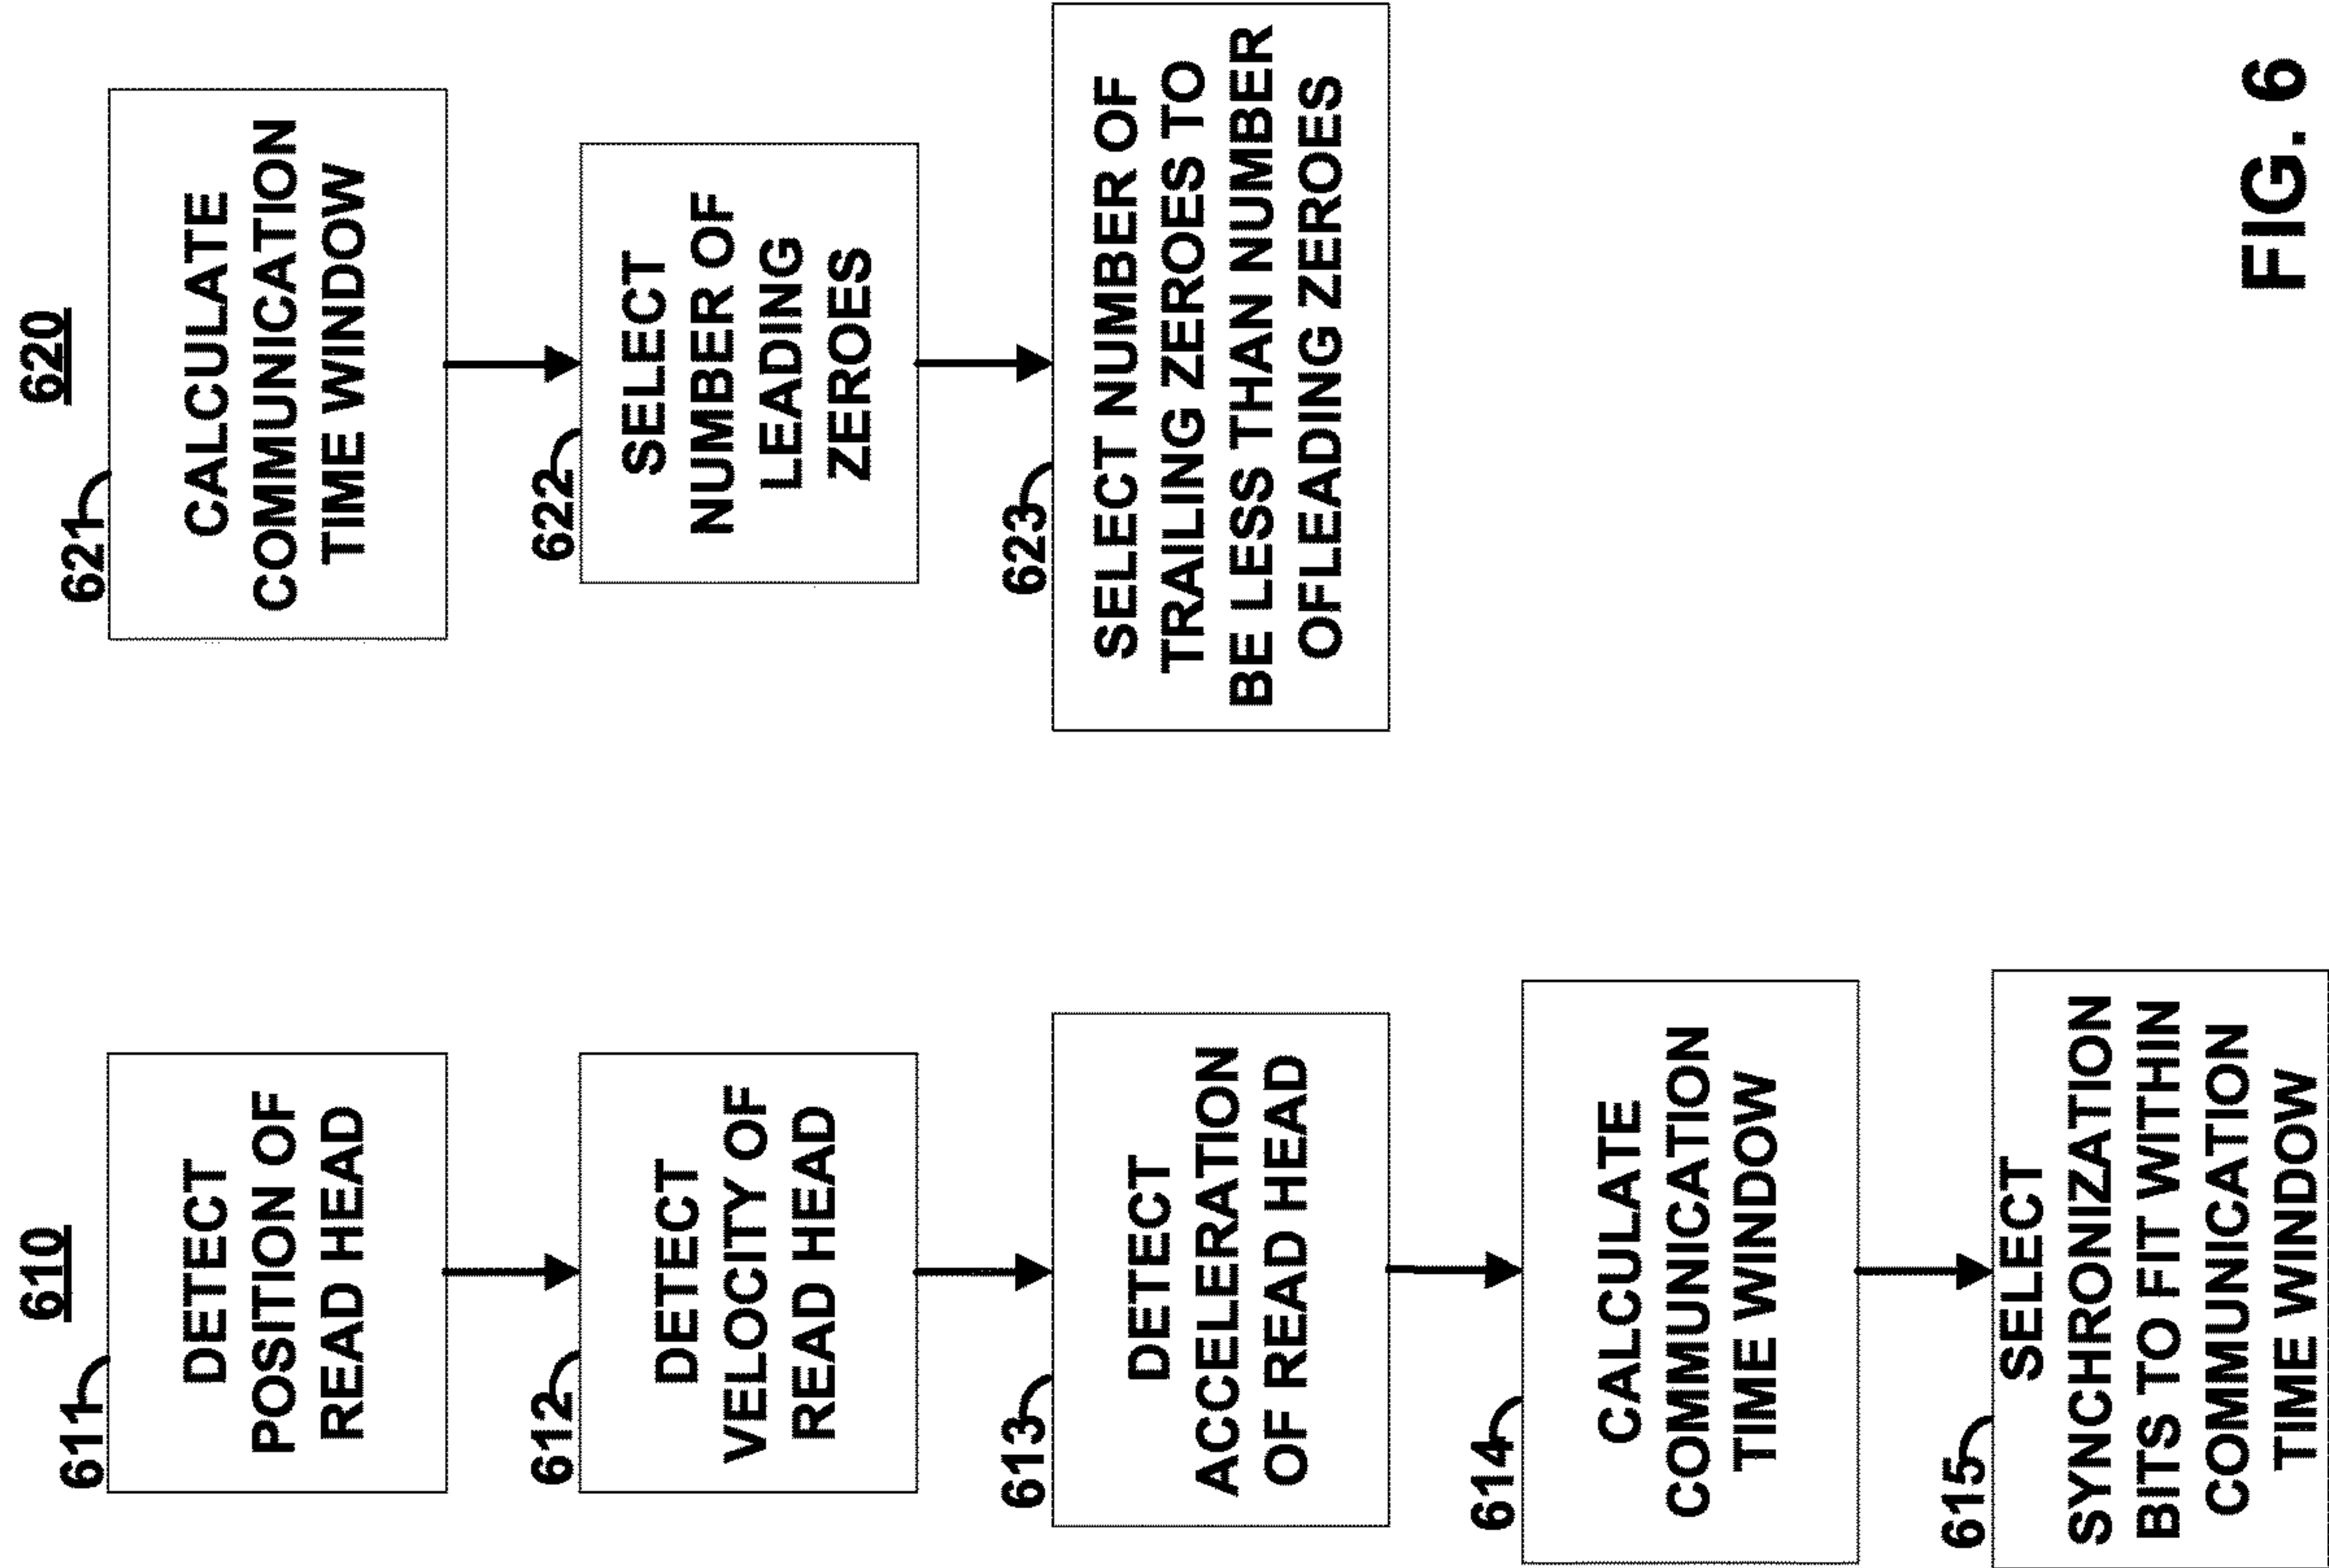 610
611
DETECT
POSITION OF
READ HEAD
612
DETECT
VELOCITY OF
READ HEAD
613
DETECT
ACCELERATION
OF READ HEAD
614
CALCULATE
COMMUNICATION
TIME WINDOW
615
SELECT
SYNCHRONIZATION
BITS TO FIT WITHIN
COMMUNICATION
TIME WINDOW
620
621
CALCULATE
COMMUNICATION
TIME WINDOW
622
SELECT
NUMBER OF
LEADING
ZEROES
623
SELECT NUMBER OF
TRAILING ZEROES TO
BE LESS THAN NUMBER
OFLEADING ZEROES
FIG. 6